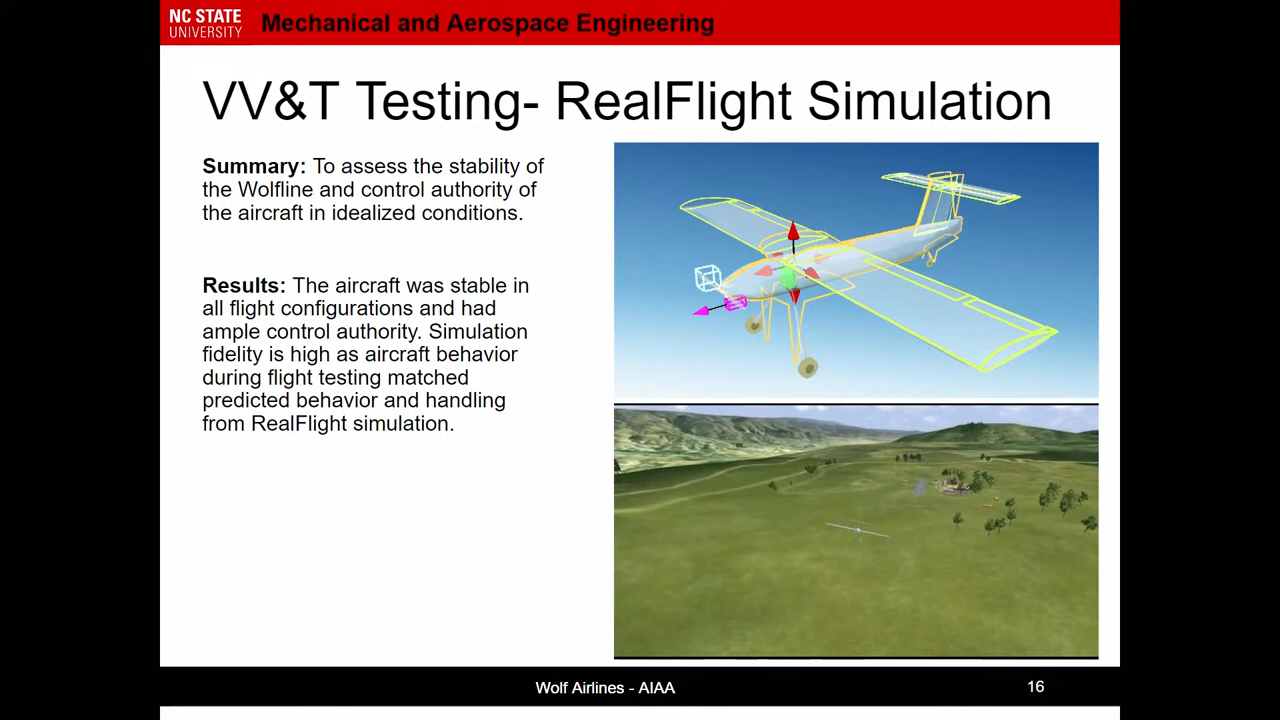 NC STATE
UNIVERSITY
Mechanical and Aerospace Engineering
VV&T Testing- RealFlight Simulation
Summary: To assess the stability of
the Wolfline and control authority of
the aircraft in idealized conditions.
Results: The aircraft was stable in
all flight configurations and had
ample control authority. Simulation
fidelity is high as aircraft behavior
during flight testing matched
predicted behavior and handling
from RealFlight simulation.
Wolf Airlines - AIAA
16